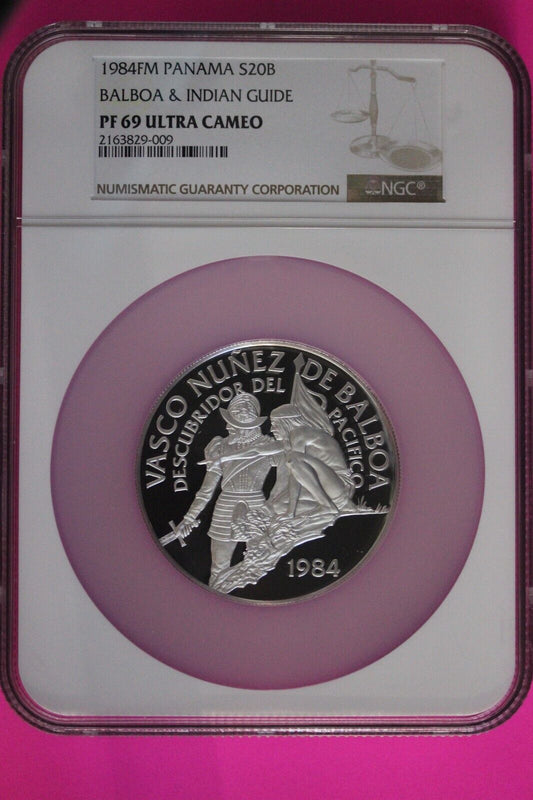 1984FM PANAMA S20B
BALBOA & INDIAN GUIDE
PF 69 ULTRA CAMEO
2163829-009
NUMISMATIC GUARANTY CORPORATION
NGC®
VASCO NUÑEZ DE BALBOA
DESCUBRIDOR DEL PACIFICO
1984